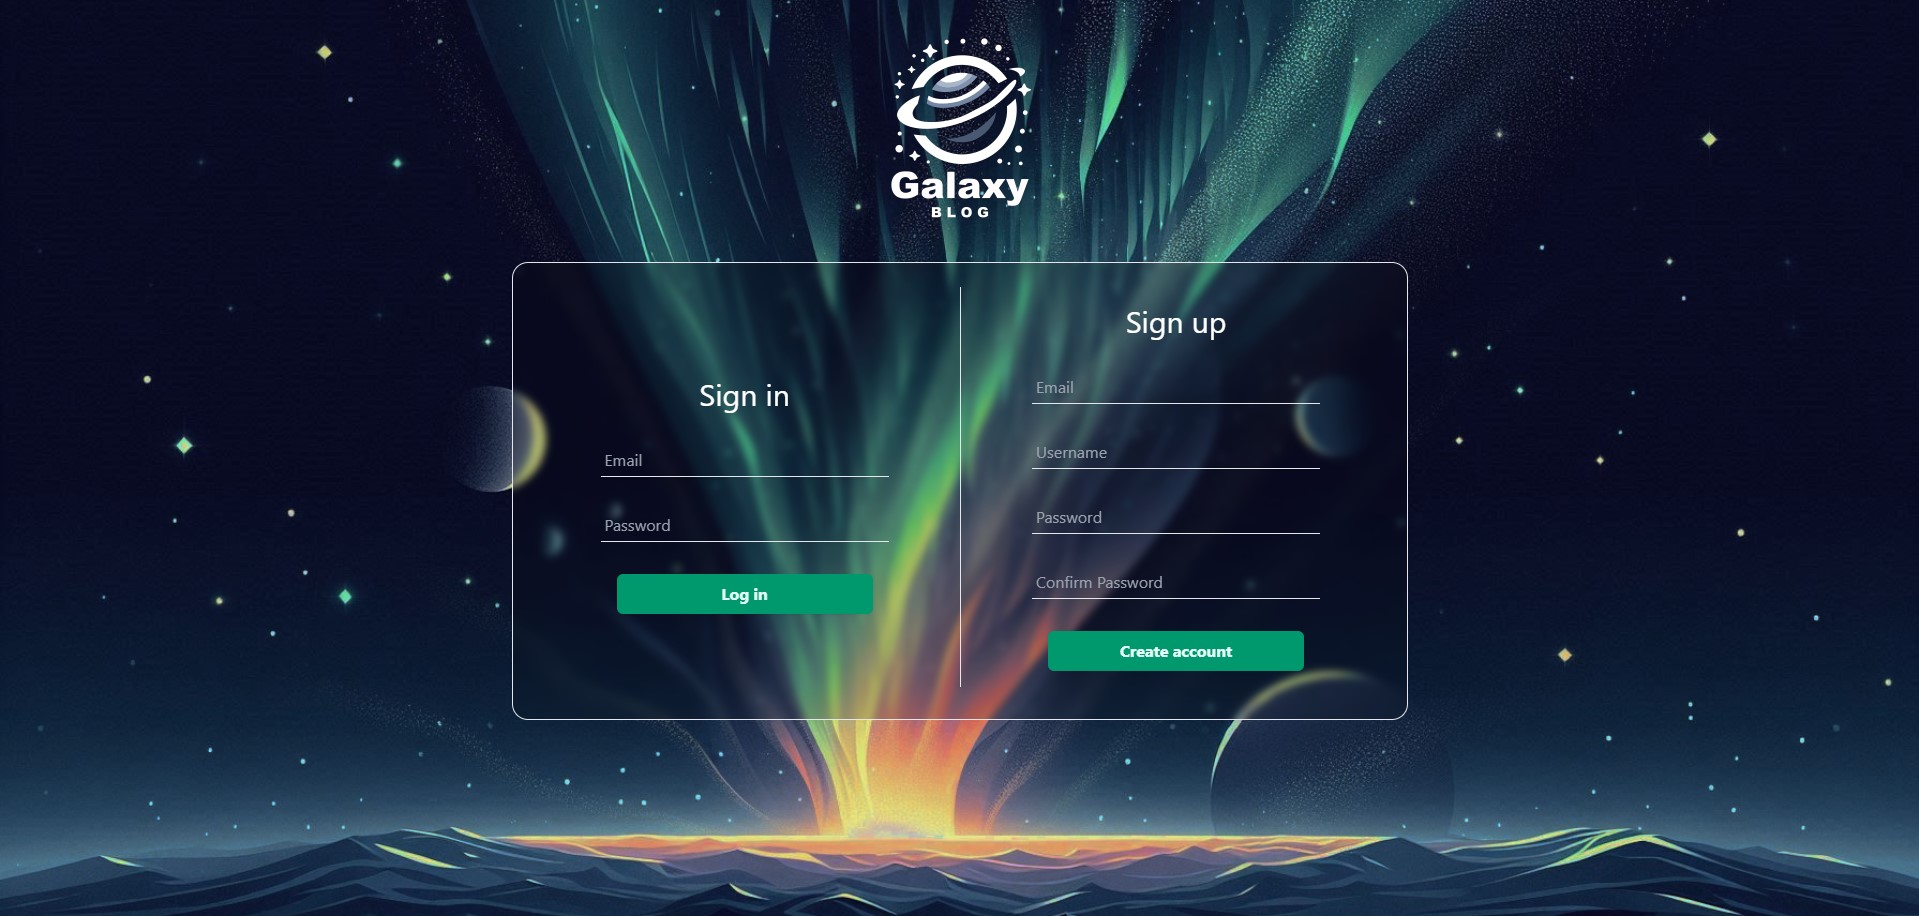 Galaxy
BLOG
Sign in
Email
Password
Log in
Sign up
Email
Username
Password
Confirm Password
Create account